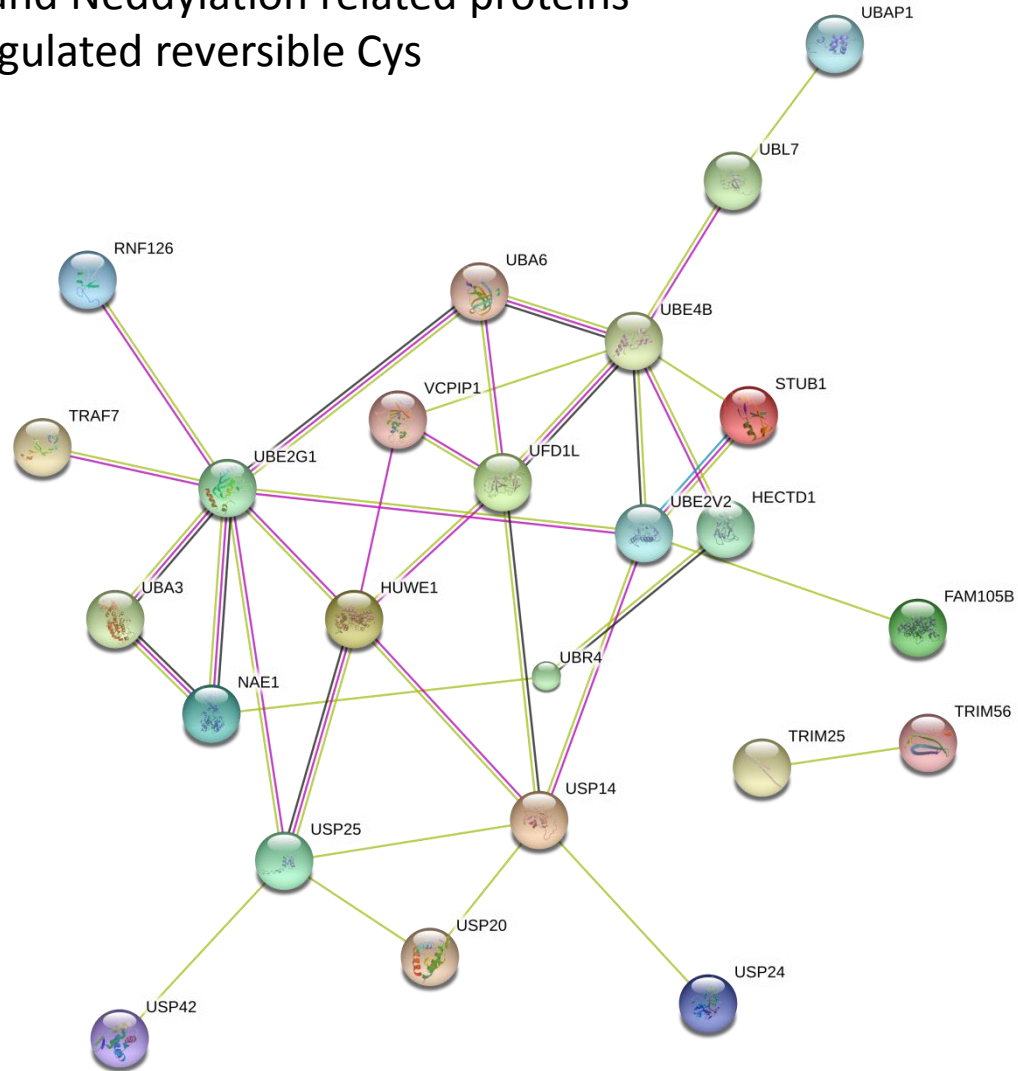 and Neddylation related proteins
gulated reversible Cys
UBAP1
UBL7
RNF126
UBA6
UBE4B
STUB1
VCPIP1
TRAF7
UFD1L
UBE2G1
UBE2V2
HECTD1
UBA3
HUWE1
FAM105B
UBR4
NAE1
TRIM56
TRIM25
USP14
USP25
USP20
USP24
USP42